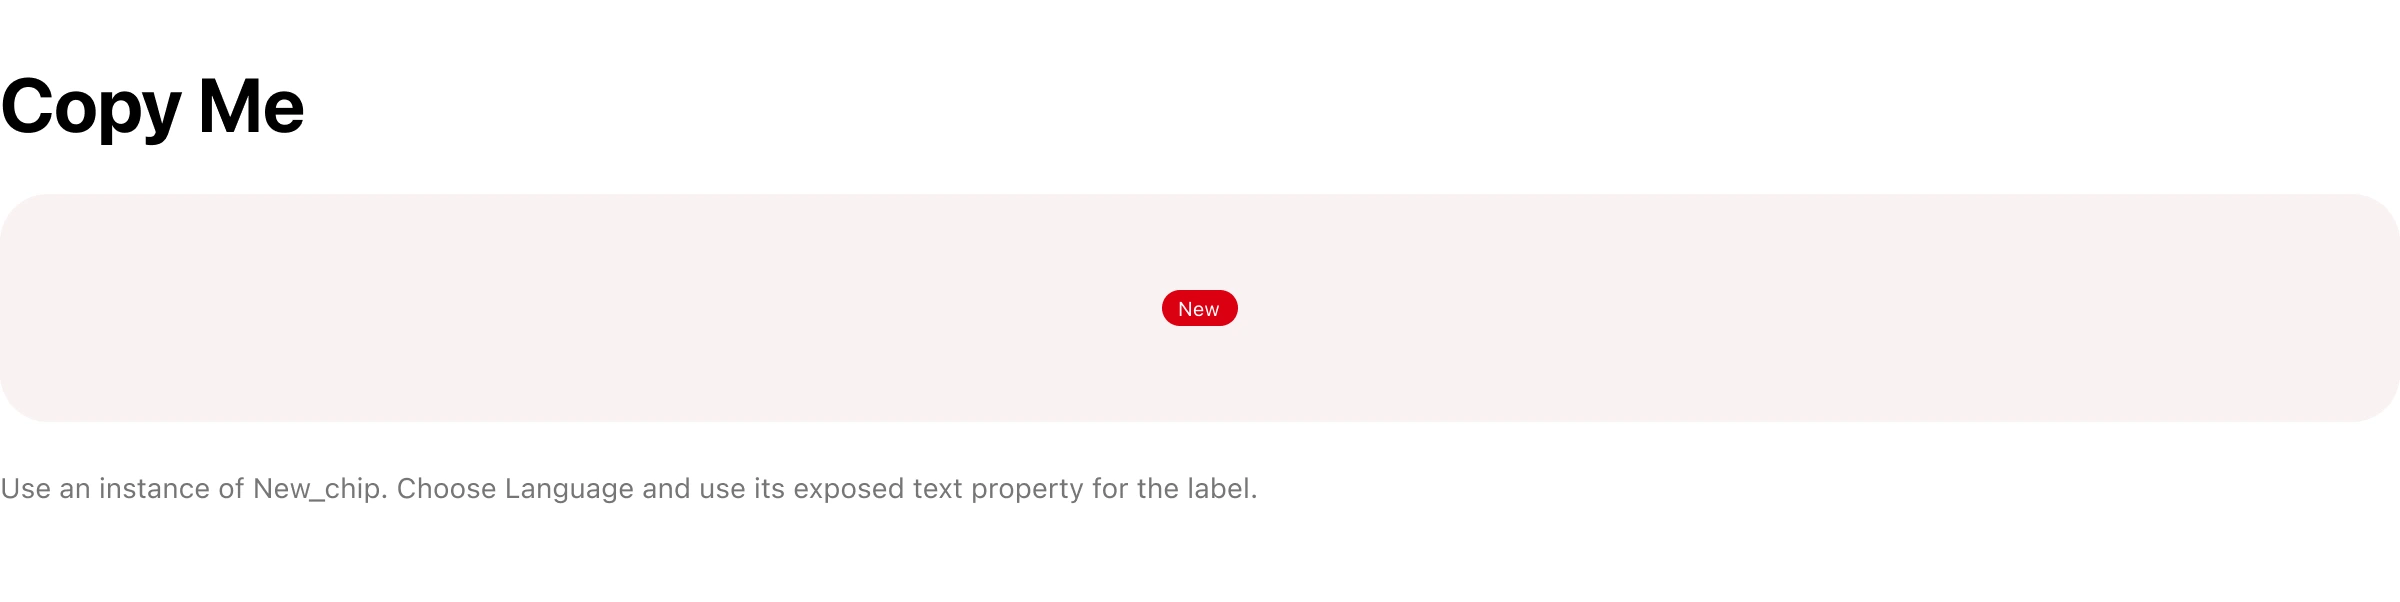 Copy Me
New
Use an instance of New_chip. Choose Language and use its exposed text property for the label.